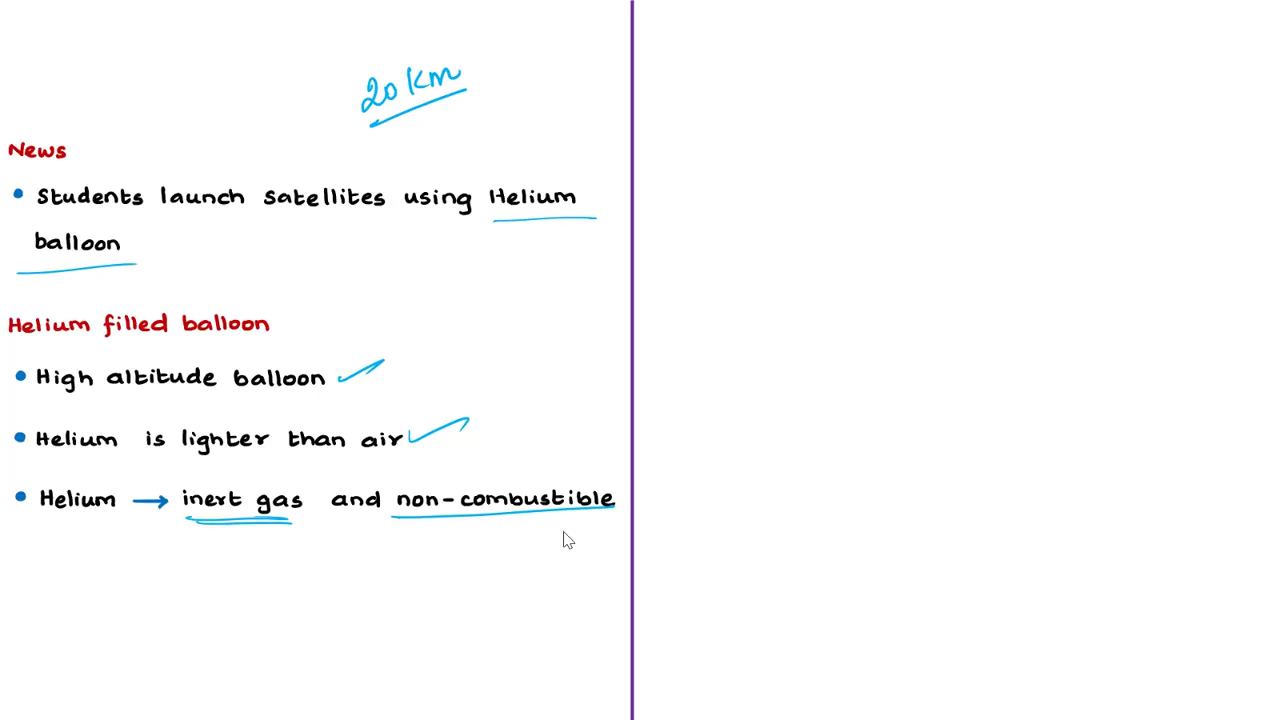 20 km
News
• Students launch satellites using Helium
balloon
Helium filled balloon
• High altitude balloon
• Helium is lighter than air
• Helium → inert gas and non-combustible